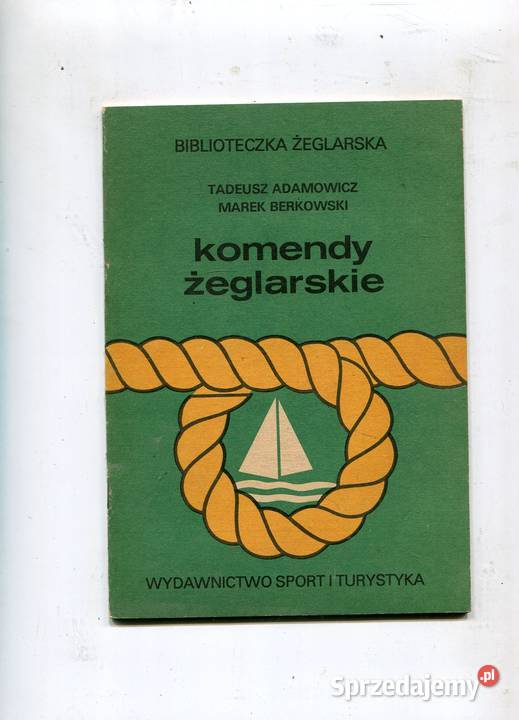 BIBLIOTECZKA ŻEGLARSKA
TADEUSZ ADAMOWICZ
MAREK BERKOWSKI
komendy
żeglarskie
WYDAWNICTWO SPORT I TURYSTYKA
Sprzedajemy.pl